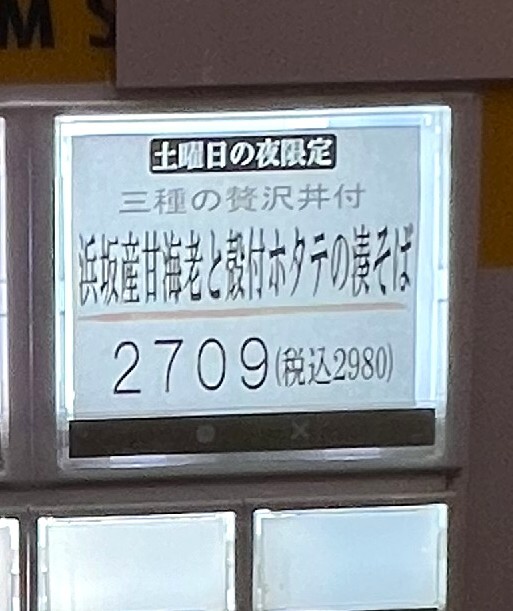 M S
土曜日の夜限定
三種の贅沢丼付
浜坂産甘海老と殻付ホタテの湊そば
2709(税込2980)